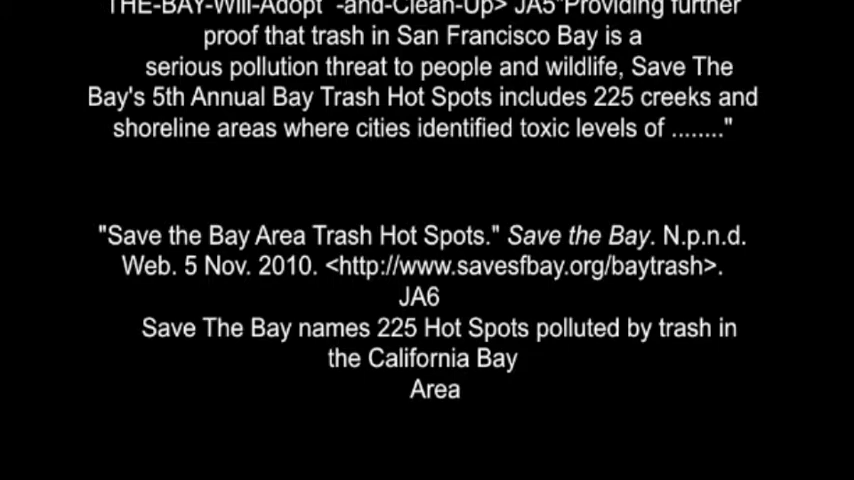 THE-BAY-Will-Adopt -and-Clean-Up> JA5"Providing further
proof that trash in San Francisco Bay is a
serious pollution threat to people and wildlife, Save The
Bay's 5th Annual Bay Trash Hot Spots includes 225 creeks and
shoreline areas where cities identified toxic levels of ........"
"Save the Bay Area Trash Hot Spots." Save the Bay. N.p.n.d.
Web. 5 Nov. 2010. <http://www.savesfbay.org/baytrash>.
JA6
Save The Bay names 225 Hot Spots polluted by trash in
the California Bay
Area